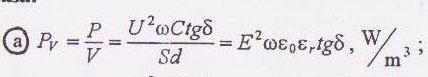 ⓐ P_V = P/V = U²ωCtgδ/Sd = E²ωε₀ε_r tgδ, W/m³;